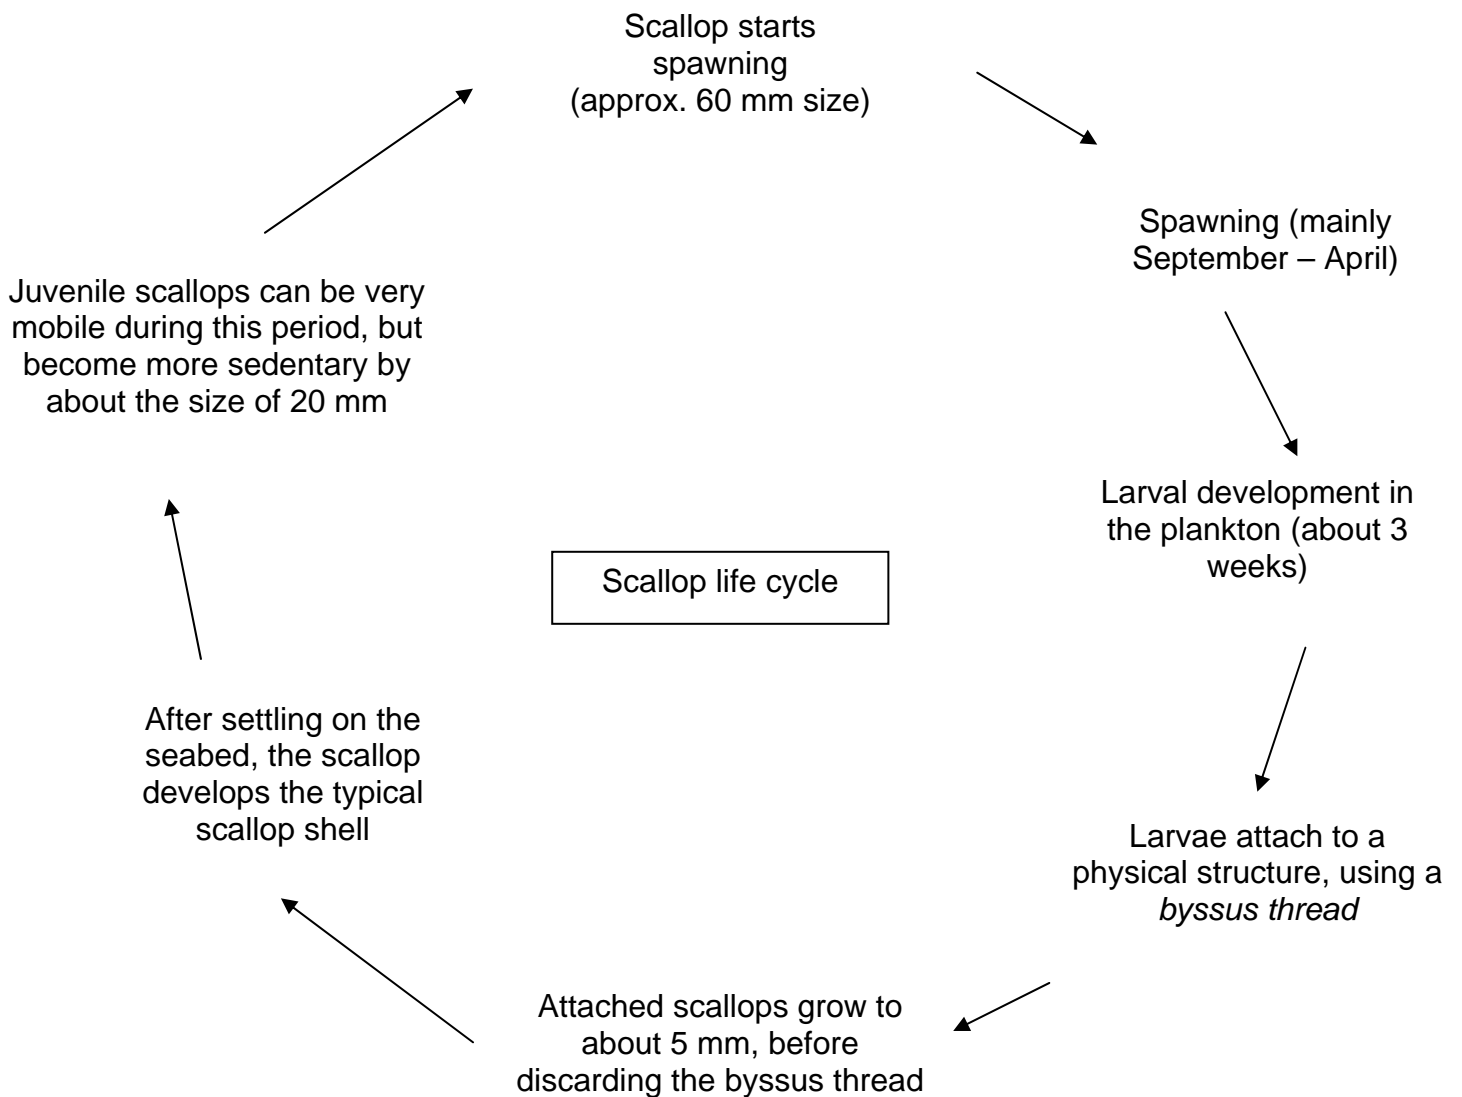 Scallop starts
spawning
(approx. 60 mm size)
Spawning (mainly
September – April)
Larval development in
the plankton (about 3
weeks)
Larvae attach to a
physical structure, using a
byssus thread
Attached scallops grow to
about 5 mm, before
discarding the byssus thread
After settling on the
seabed, the scallop
develops the typical
scallop shell
Juvenile scallops can be very
mobile during this period, but
become more sedentary by
about the size of 20 mm
Scallop life cycle